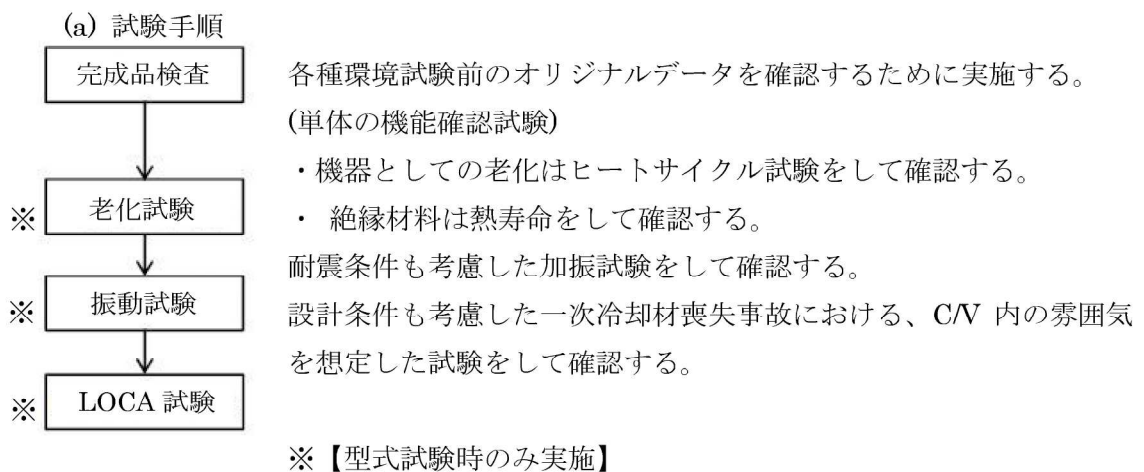 (a) 試験手順
完成品検査
各種環境試験前のオリジナルデータを確認するために実施する。
(単体の機能確認試験)
・機器としての老化はヒートサイクル試験をして確認する。
※ 老化試験
・ 絶縁材料は熱寿命をして確認する。
耐震条件も考慮した加振試験をして確認する。
※ 振動試験
設計条件も考慮した一次冷却材喪失事故における、C/V 内の雰囲気
を想定した試験をして確認する。
※ LOCA 試験
※【型式試験時のみ実施】